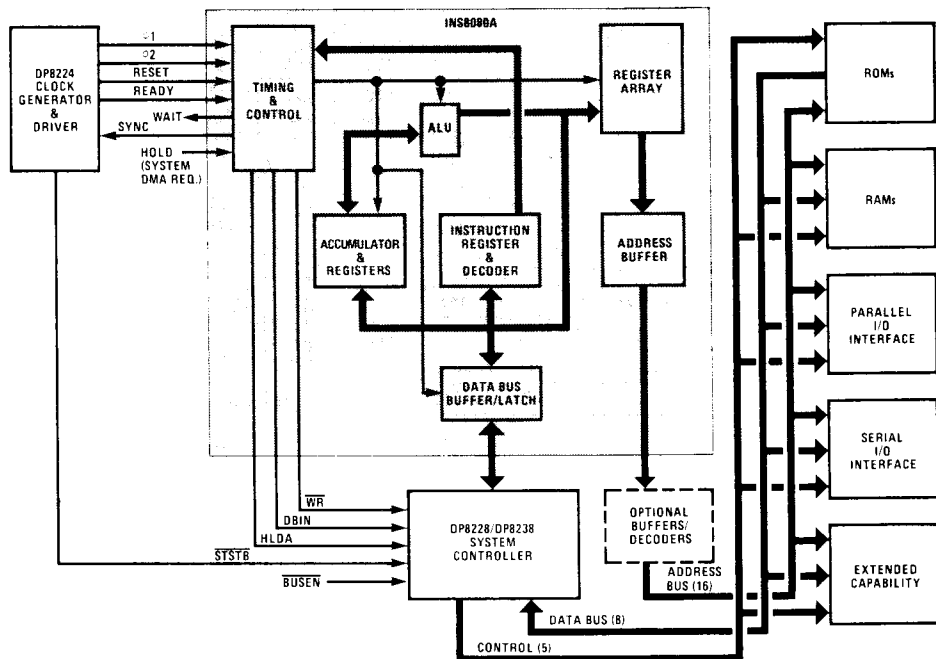 INS8080A
DP8224
CLOCK
GENERATOR
&
DRIVER
ϕ1
ϕ2
RESET
READY
WAIT
SYNC
HOLD
(SYSTEM
DMA REQ.)
TIMING
&
CONTROL
ALU
REGISTER
ARRAY
ACCUMULATOR
&
REGISTERS
INSTRUCTION
REGISTER
&
DECODER
ADDRESS
BUFFER
DATA BUS
BUFFER/LATCH
WR
DBIN
HLDA
STSTB
BUSEN
DP8228/DP8238
SYSTEM
CONTROLLER
OPTIONAL
BUFFERS/
DECODERS
ADDRESS
BUS (16)
DATA BUS (8)
CONTROL (5)
ROMs
RAMs
PARALLEL
I/O
INTERFACE
SERIAL
I/O
INTERFACE
EXTENDED
CAPABILITY